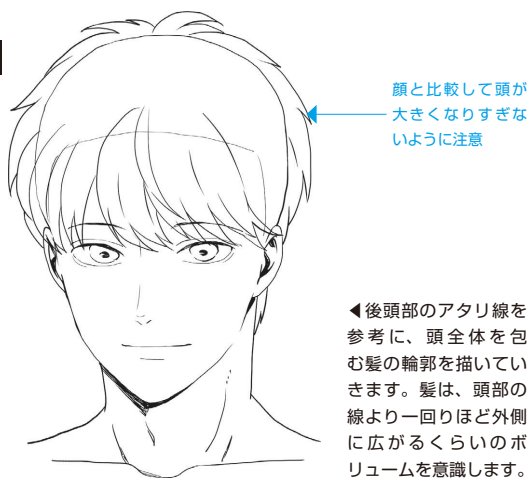 顔と比較して頭が
大きくなりすぎな
いように注意
◀後頭部のアタリ線を
参考に、頭全体を包
む髪の輪郭を描いてい
きます。髪は、頭部の
線より一回りほど外側
に広がるくらいのボ
リュームを意識します。